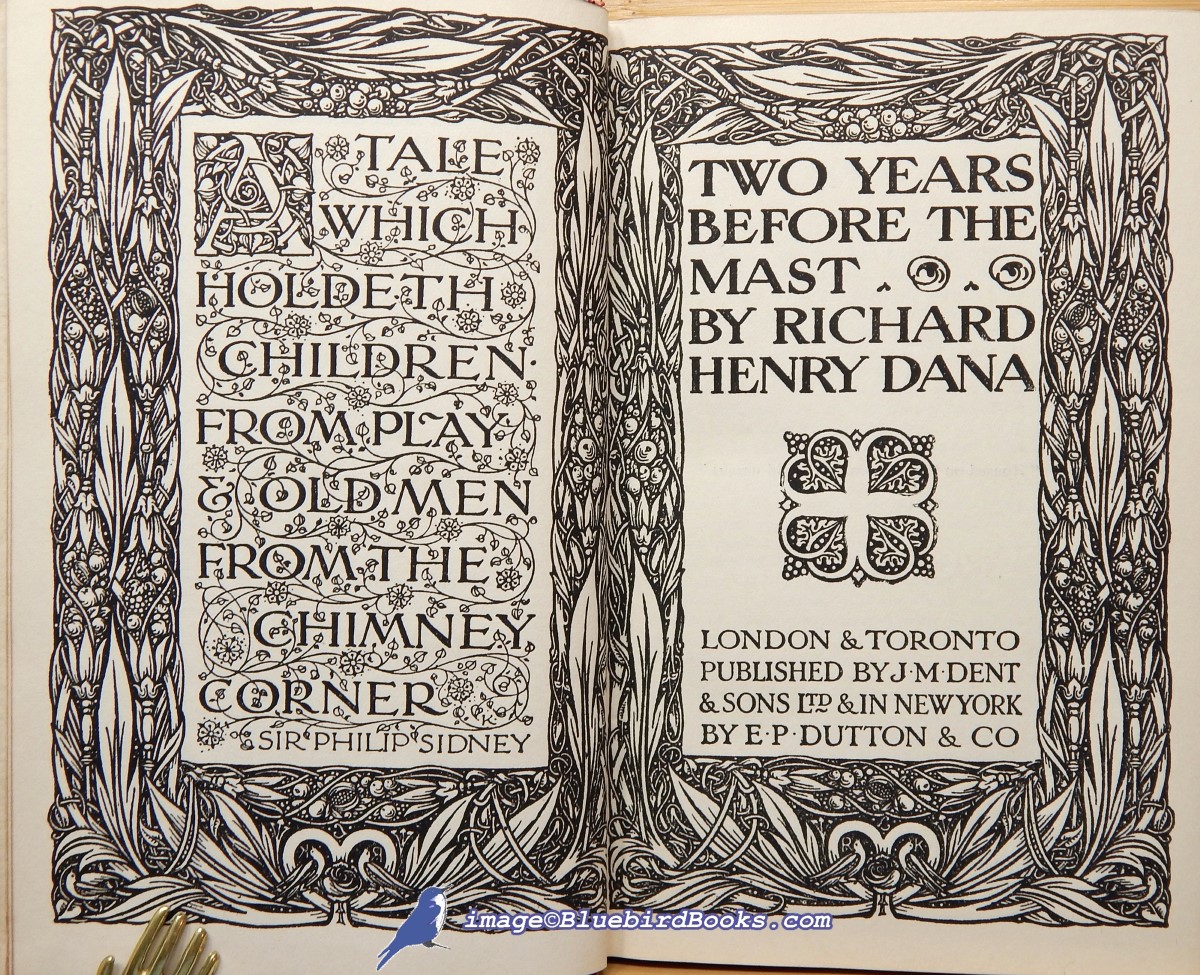 A TALE
WHICH
HOLDETH
CHILDREN·
FROM PLAY
& OLD MEN
FROM THE
CHIMNEY
CORNER
SIR PHILIP SIDNEY
TWO YEARS
BEFORE THE
MAST
BY RICHARD
HENRY DANA
LONDON & TORONTO
PUBLISHED BY J·M·DENT
& SONS LTD & IN NEW YORK
BY E·P·DUTTON & CO
image©BluebirdBooks.com